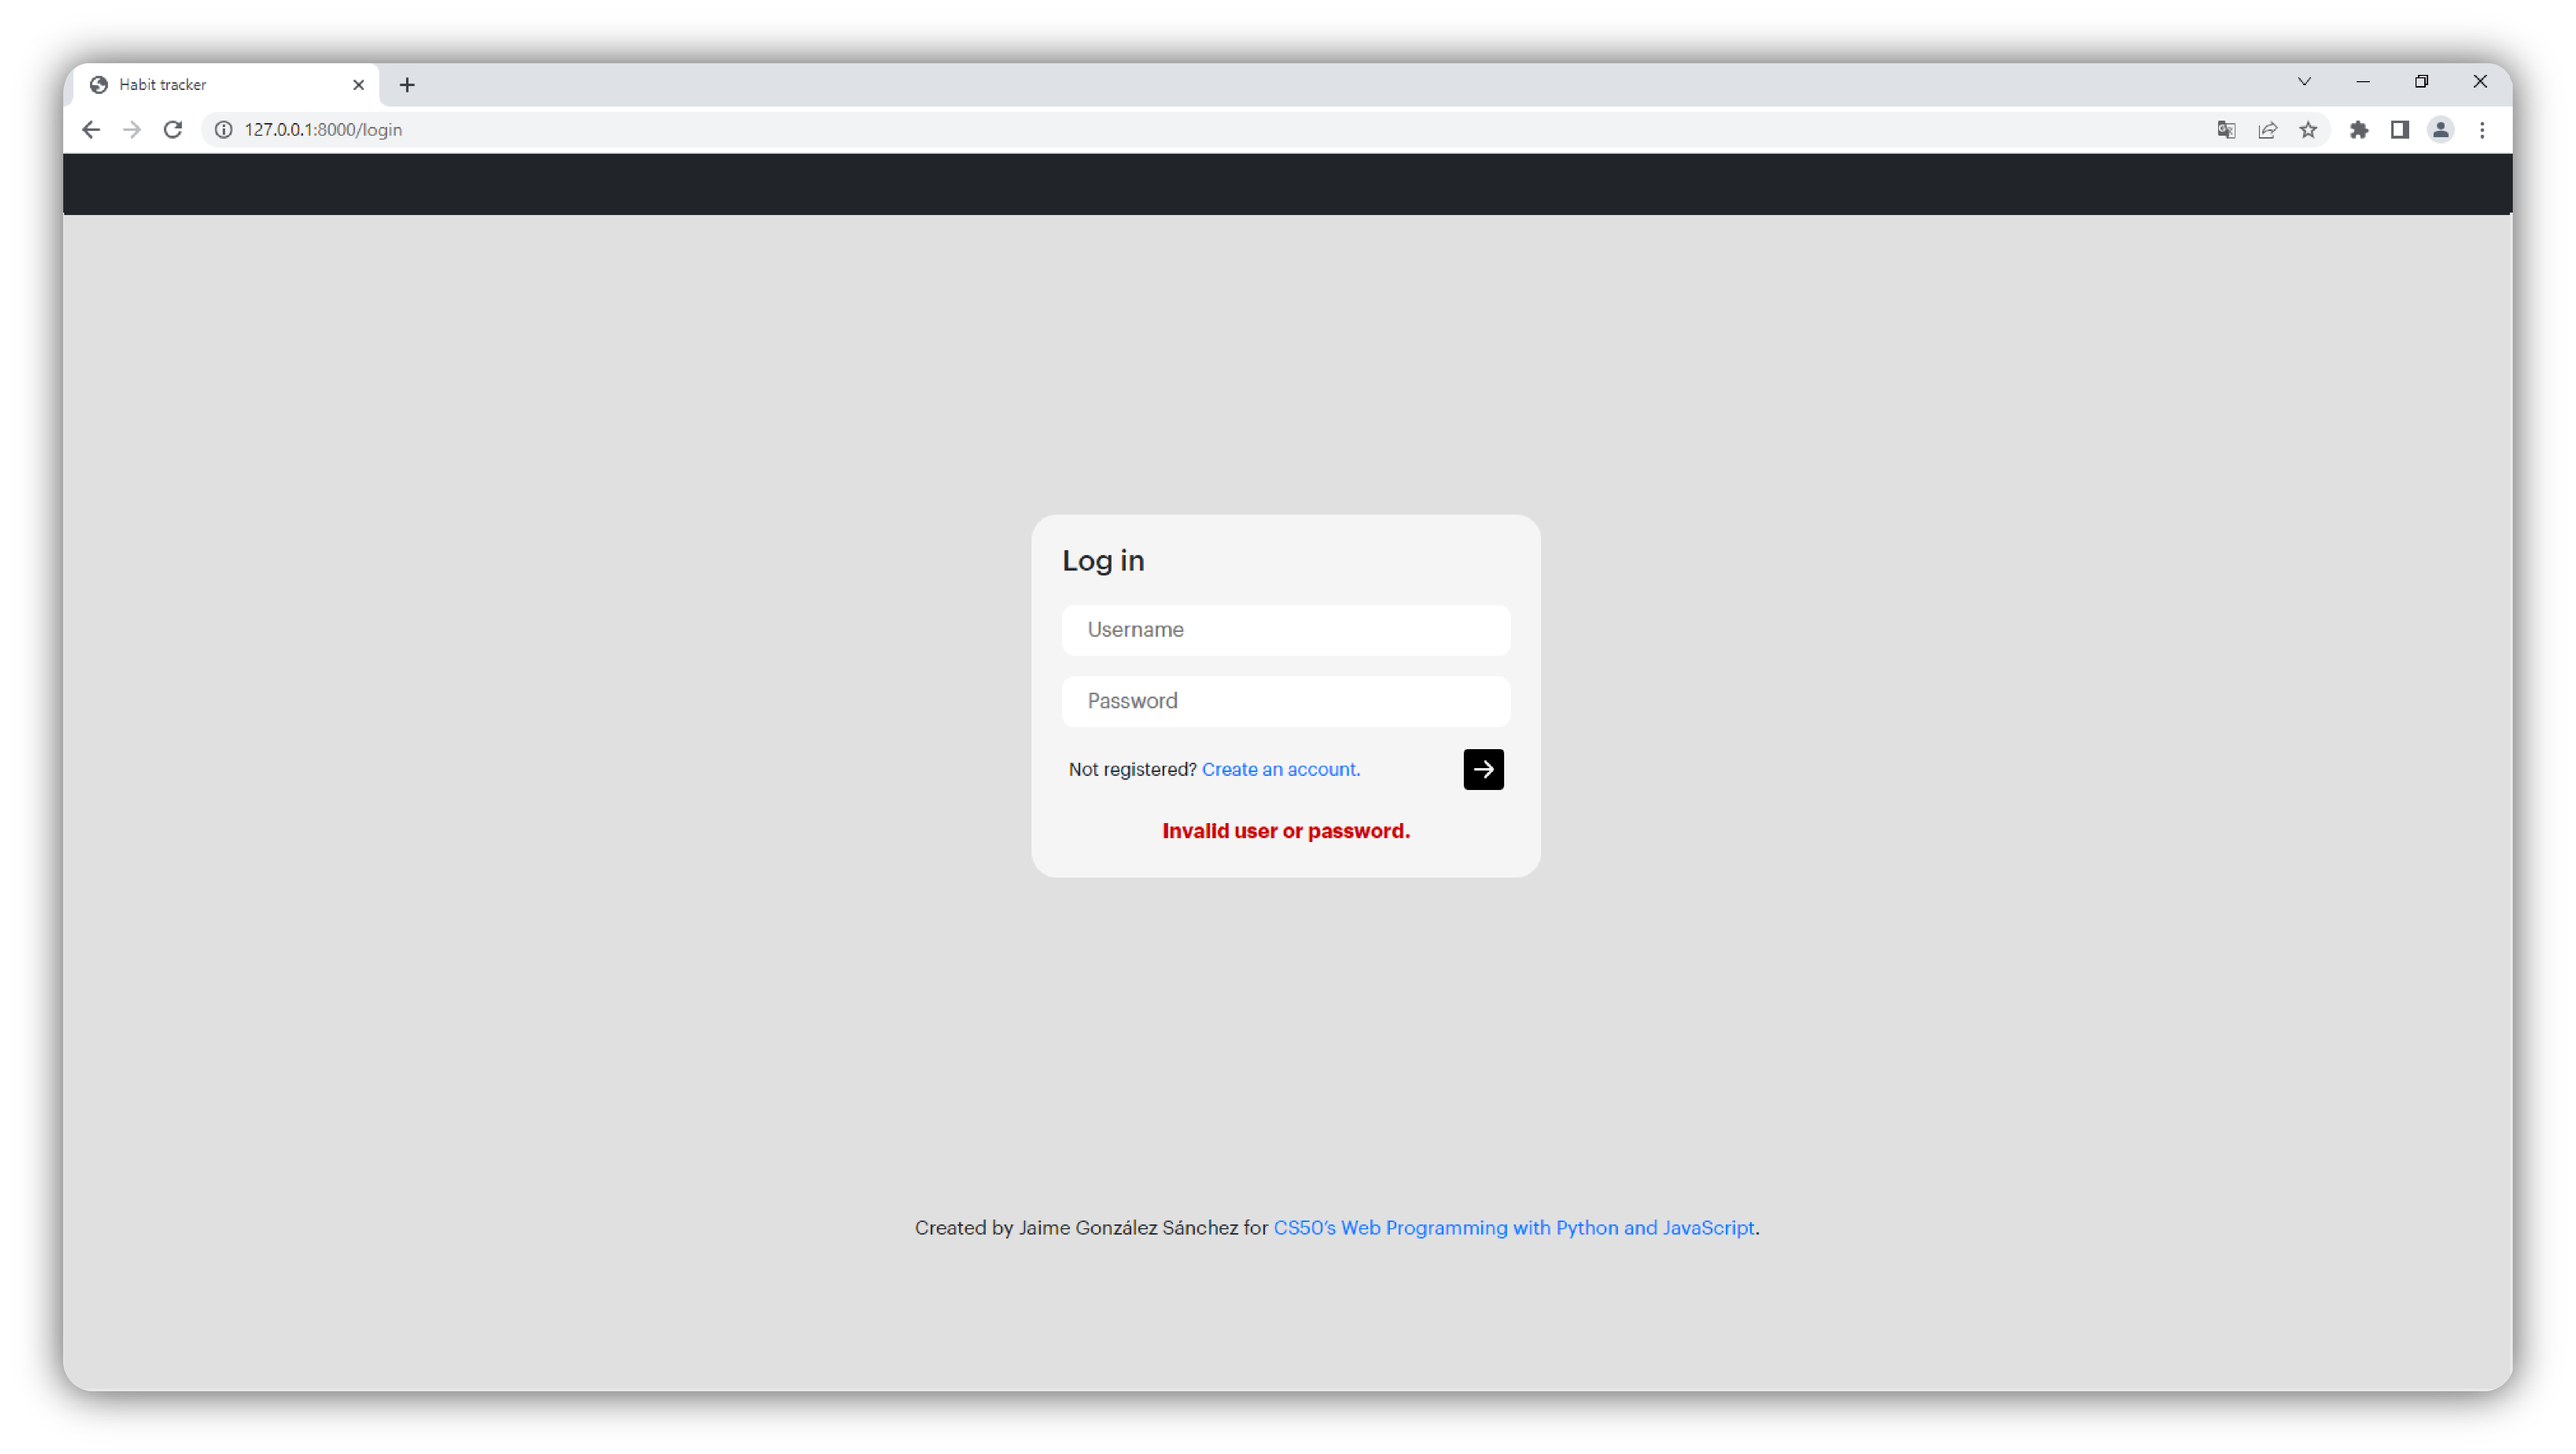 Habit tracker
127.0.0.1:8000/login
Log in
Username
Password
Not registered? Create an account.
Invalid user or password.
Created by Jaime González Sánchez for CS50's Web Programming with Python and JavaScript.